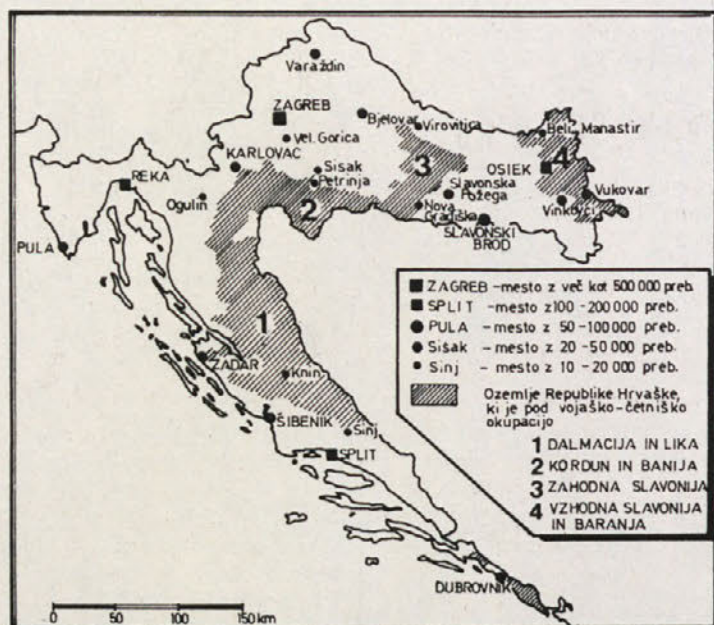 Varaždin
ZAGREB
Bjelovar
Virovitica
Vel. Gorica
Beli Manastir
KARLOVAC
Sisak
Petrinja
3
OSIEK
4
REKA
Slavonska
Požega
Vukovar
Ogulin
2
Nova
Gradiška
Vinkovci
SLAVONSKI
BROD
PULA
1
ZADAR
Knin
ŠIBENIK
Sinj
SPLIT
DUBROVNIK
ZAGREB – mesto z več kot 500 000 preb.
SPLIT – mesto z 100 - 200 000 preb.
PULA – mesto z 50 - 100 000 preb.
Sišak – mesto z 20 - 50 000 preb.
Sinj – mesto z 10 - 20 000 preb.
Ozemlje Republike Hrvaške,
ki je pod vojaško-četniško
okupacijo
1 DALMACIJA IN LIKA
2 KORDUN IN BANIJA
3 ZAHODNA SLAVONIJA
4 VZHODNA SLAVONIJA
IN BARANJA
0 50 100 150 km